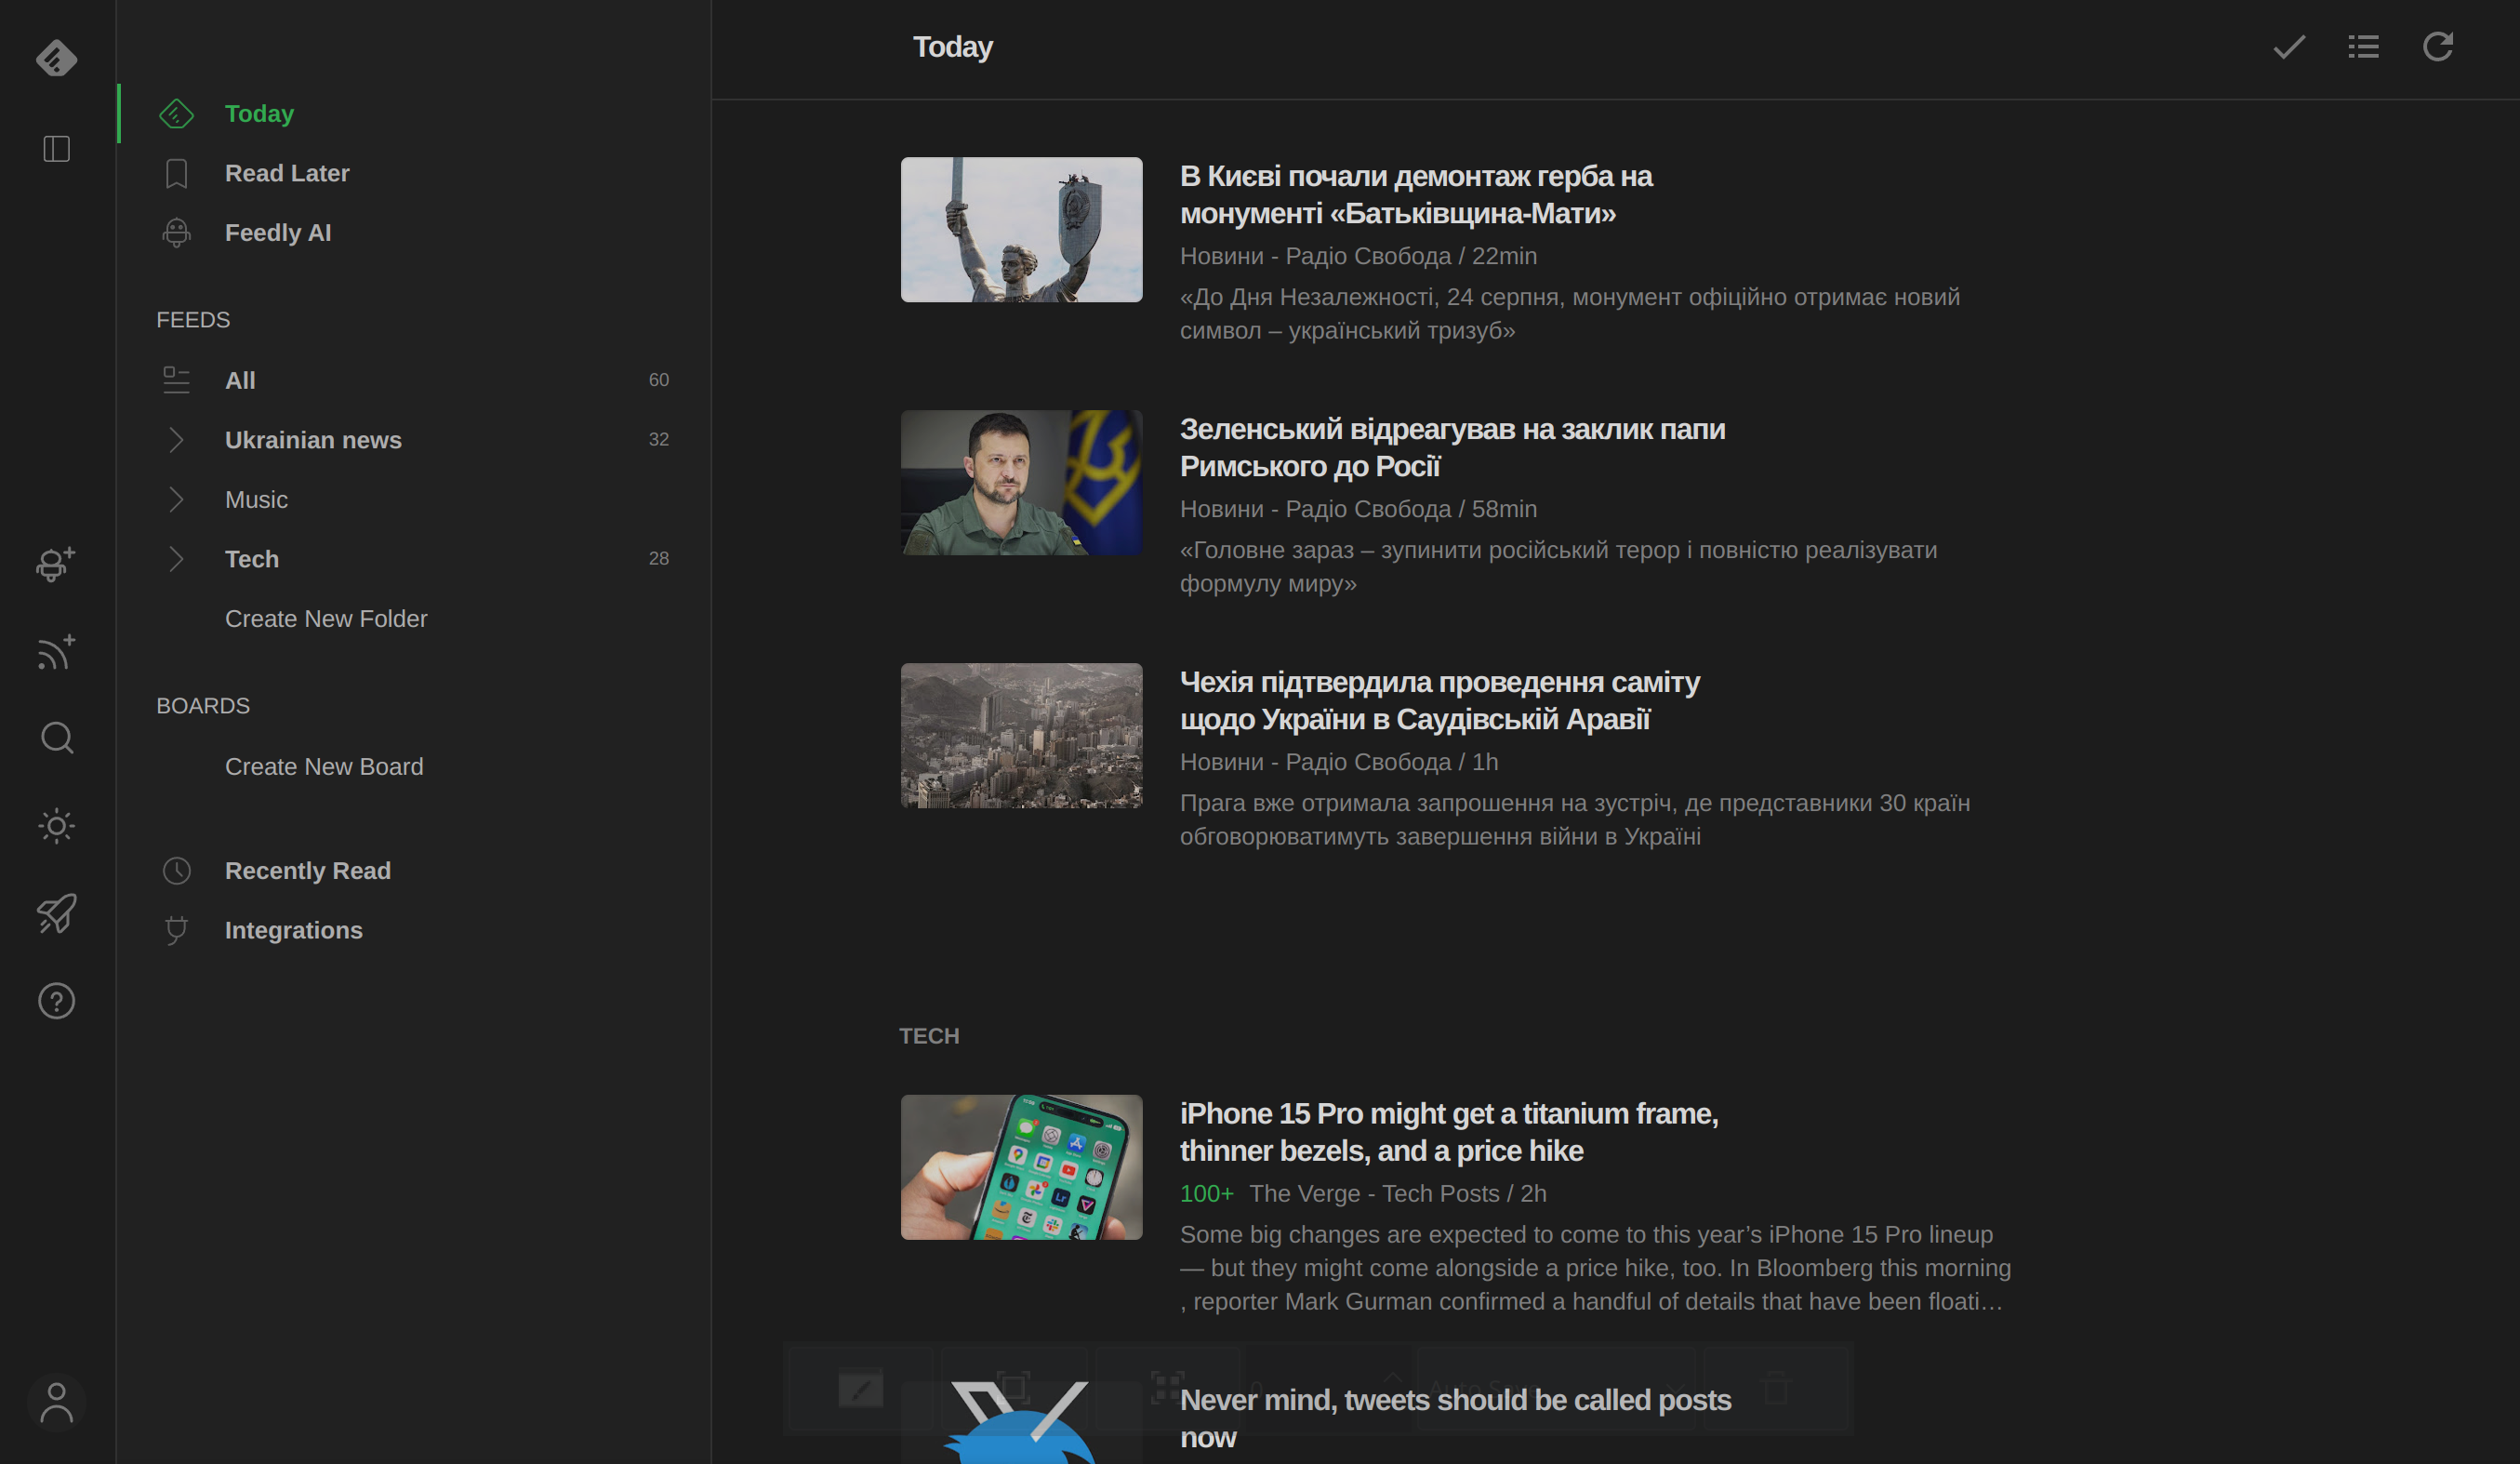 Today
Read Later
Feedly AI
FEEDS
All 60
Ukrainian news 32
Music
Tech 28
Create New Folder
BOARDS
Create New Board
Recently Read
Integrations
Today
В Києві почали демонтаж герба на
монументі «Батьківщина-Мати»
Новини - Радіо Свобода / 22min
«До Дня Незалежності, 24 серпня, монумент офіційно отримає новий
символ – український тризуб»
Зеленський відреагував на заклик папи
Римського до Росії
Новини - Радіо Свобода / 58min
«Головне зараз – зупинити російський терор і повністю реалізувати
формулу миру»
Чехія підтвердила проведення саміту
щодо України в Саудівській Аравії
Новини - Радіо Свобода / 1h
Прага вже отримала запрошення на зустріч, де представники 30 країн
обговорюватимуть завершення війни в Україні
TECH
iPhone 15 Pro might get a titanium frame,
thinner bezels, and a price hike
100+ The Verge - Tech Posts / 2h
Some big changes are expected to come to this year’s iPhone 15 Pro lineup
— but they might come alongside a price hike, too. In Bloomberg this morning
, reporter Mark Gurman confirmed a handful of details that have been floati…
Never mind, tweets should be called posts
now